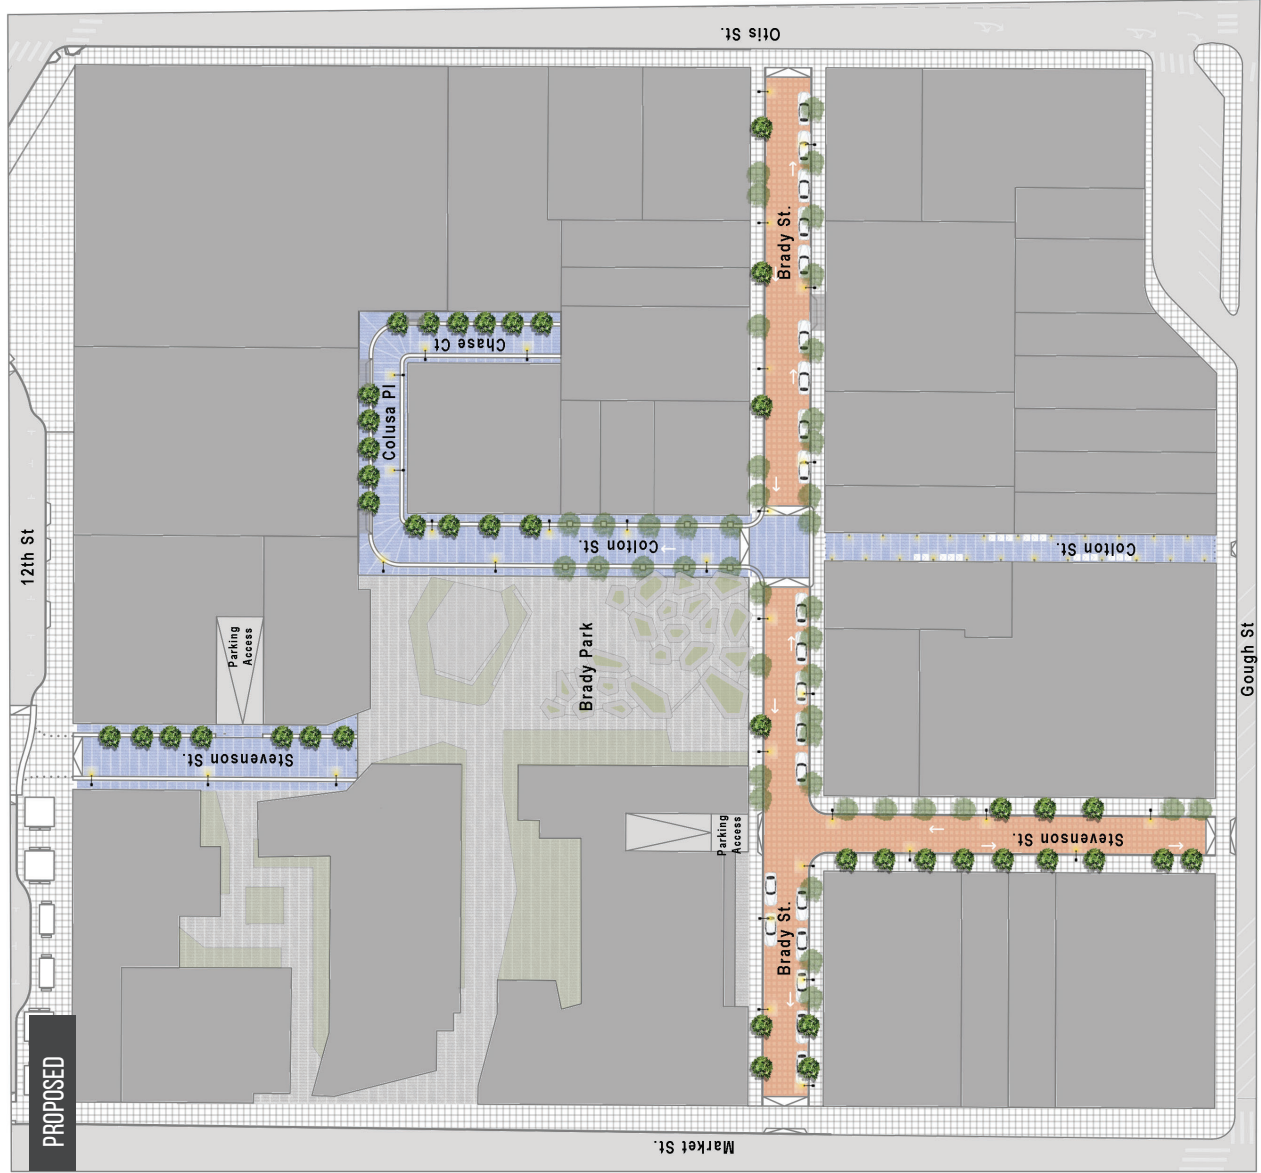 Otis St.
Brady St.
Chase Ct
Colusa Pl
12th St
Colton St.
Colton St.
Parking
Access
Brady Park
Gough St
Stevenson St.
Parking
Access
Stevenson St.
Brady St.
PROPOSED
Market St.